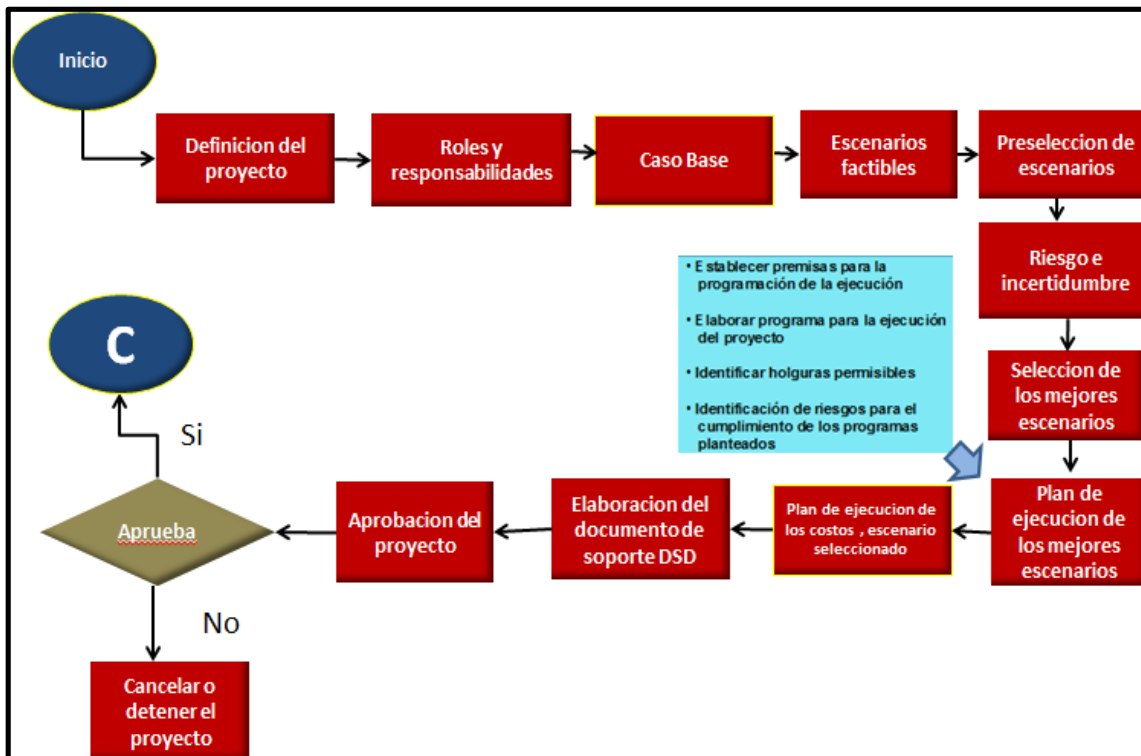 Inicio
Definicion del
proyecto
Roles y
responsabilidades
Caso Base
Escenarios
factibles
Preseleccion de
escenarios
Riesgo e
incertidumbre
• Establecer premisas para la
programación de la ejecución
• Elaborar programa para la ejecución
del proyecto
• Identificar holguras permisibles
• Identificación de riesgos para el
cumplimiento de los programas
planteados
Seleccion de
los mejores
escenarios
Plan de
ejecucion de
los mejores
escenarios
Plan de ejecucion de
los costos , escenario
seleccionado
Elaboracion del
documento de
soporte DSD
Aprobacion del
proyecto
Aprueba
Si
C
No
Cancelar o
detener el
proyecto